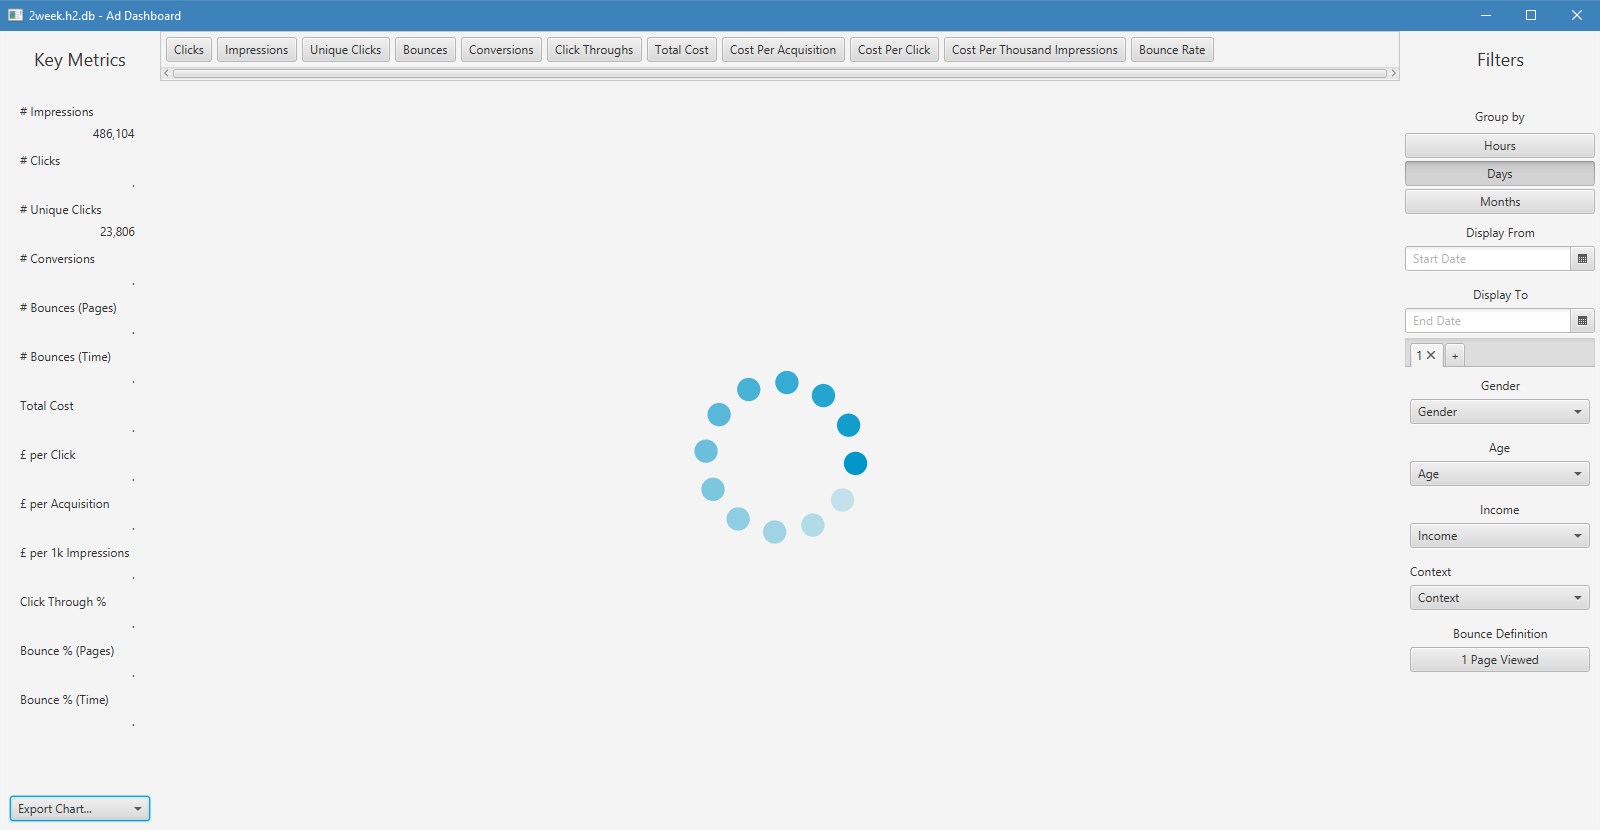 2week.h2.db - Ad Dashboard
Key Metrics
# Impressions
486,104
# Clicks
.
# Unique Clicks
23,806
# Conversions
.
# Bounces (Pages)
.
# Bounces (Time)
.
Total Cost
.
£ per Click
.
£ per Acquisition
.
£ per 1k Impressions
.
Click Through %
.
Bounce % (Pages)
.
Bounce % (Time)
.
Export Chart...
Clicks Impressions Unique Clicks Bounces Conversions Click Throughs Total Cost Cost Per Acquisition Cost Per Click Cost Per Thousand Impressions Bounce Rate
Filters
Group by
Hours
Days
Months
Display From
Start Date
Display To
End Date
1 +
Gender
Gender
Age
Age
Income
Income
Context
Context
Bounce Definition
1 Page Viewed